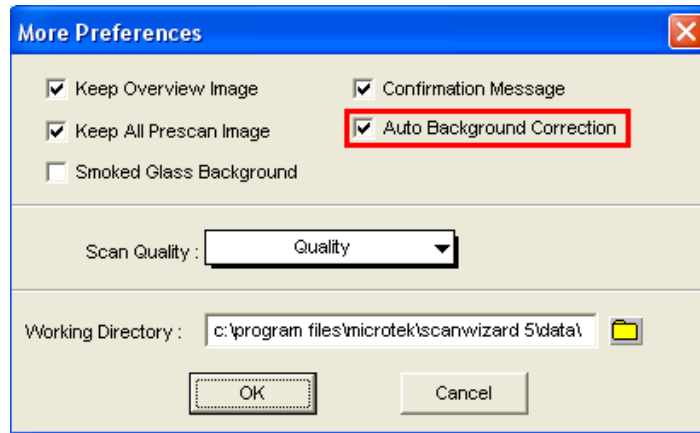 More Preferences
Keep Overview Image
Confirmation Message
Keep All Prescan Image
Auto Background Correction
Smoked Glass Background
Scan Quality : Quality
Working Directory : c:\program files\microtek\scanwizard 5\data\
OK Cancel